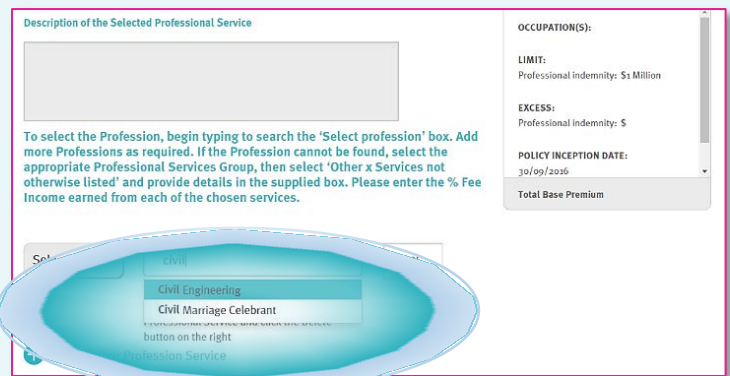 Description of the Selected Professional Service
To select the Profession, begin typing to search the ‘Select profession’ box. Add
more Professions as required. If the Profession cannot be found, select the
appropriate Professional Services Group, then select ‘Other x Services not
otherwise listed’ and provide details in the supplied box. Please enter the % Fee
Income earned from each of the chosen services.
civil
Civil Engineering
Civil Marriage Celebrant
Professional Service and click the Delete
button on the right
Profession Service
OCCUPATION(S):
LIMIT:
Professional indemnity: $1 Million
EXCESS:
Professional indemnity: $
POLICY INCEPTION DATE:
30/09/2016
Total Base Premium